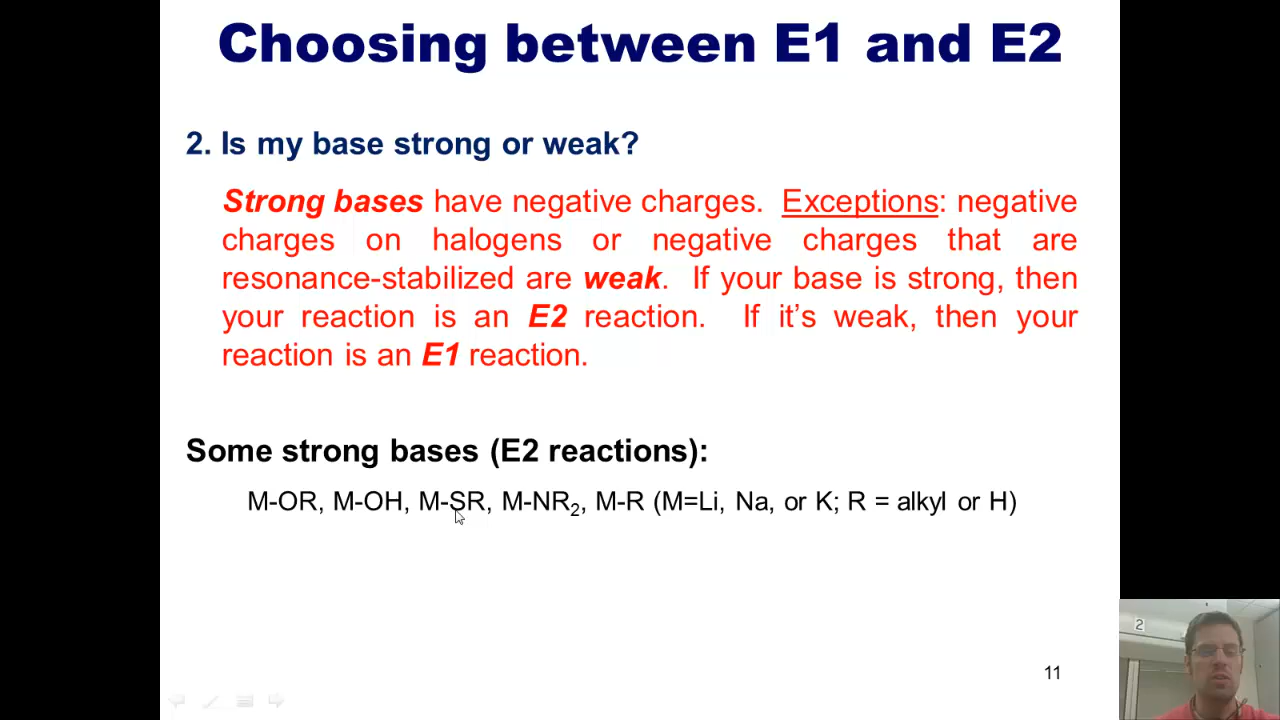 Choosing between E1 and E2
2. Is my base strong or weak?
Strong bases have negative charges. Exceptions: negative
charges on halogens or negative charges that are
resonance-stabilized are weak. If your base is strong, then
your reaction is an E2 reaction. If it’s weak, then your
reaction is an E1 reaction.
Some strong bases (E2 reactions):
M-OR, M-OH, M-SR, M-NR₂, M-R (M=Li, Na, or K; R = alkyl or H)
2
11